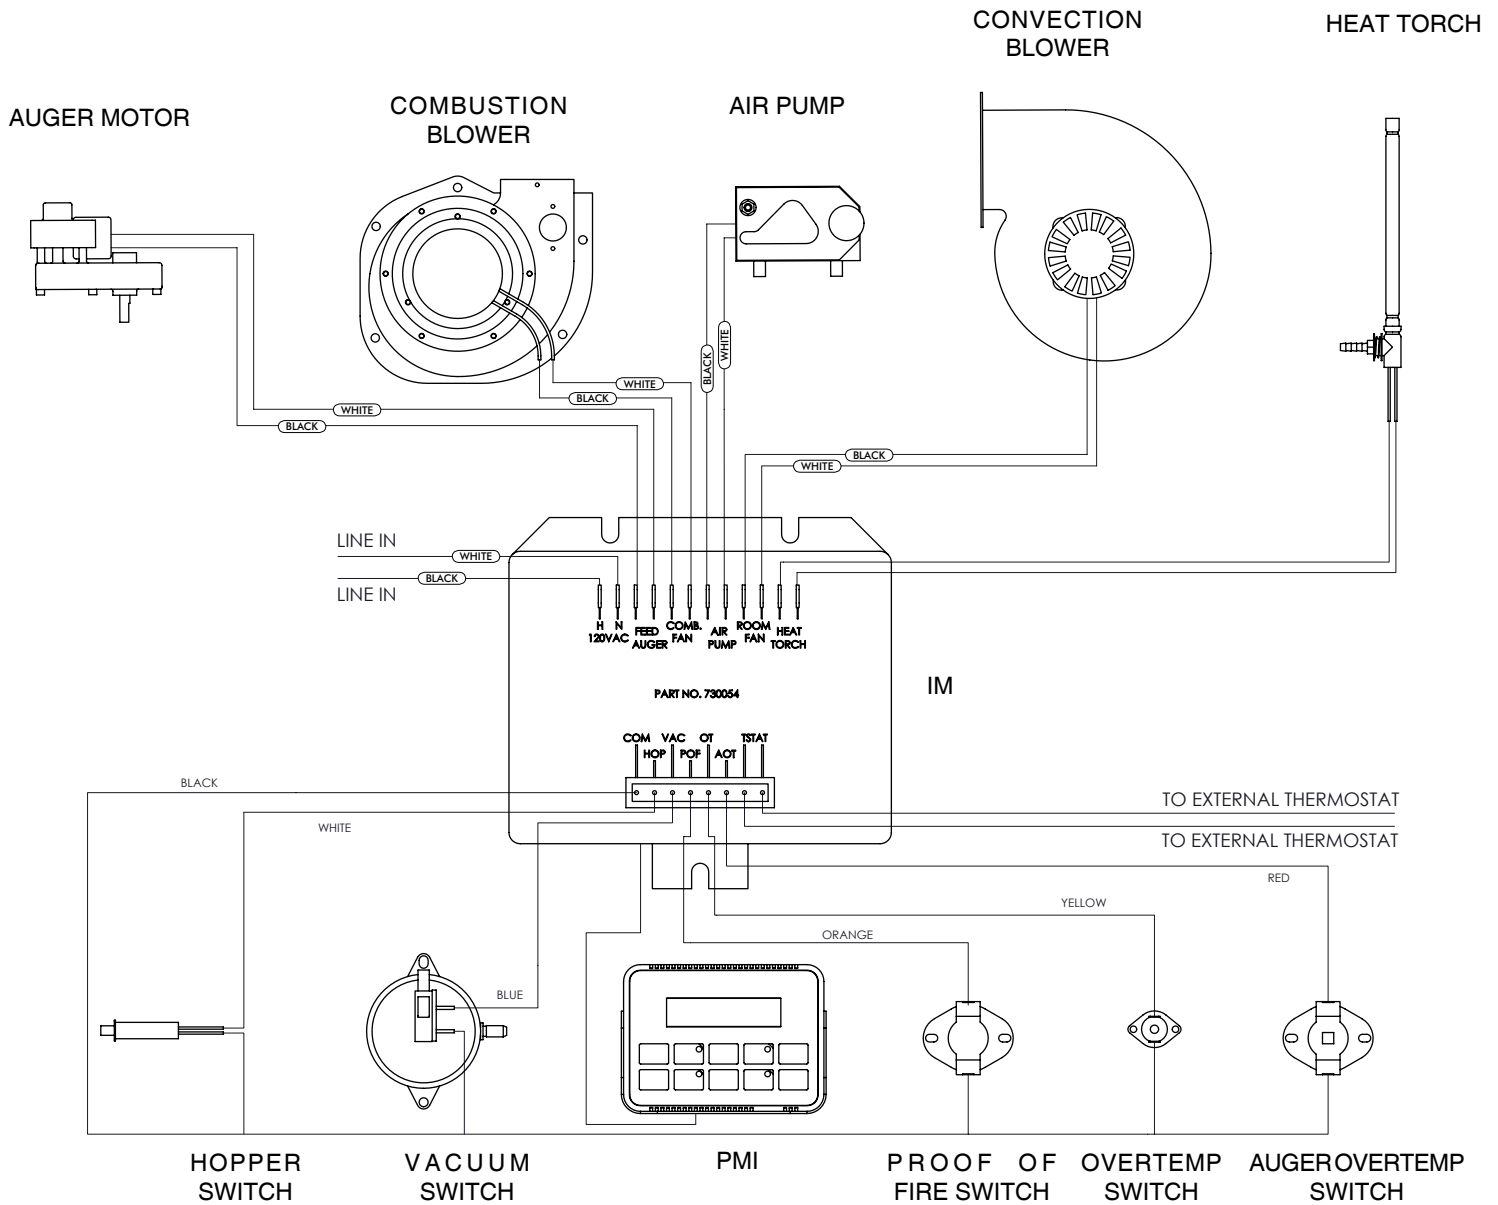 CONVECTION
BLOWER
HEAT TORCH
AUGER MOTOR
COMBUSTION
BLOWER
AIR PUMP
BLACK
WHITE
WHITE
BLACK
WHITE
BLACK
BLACK
WHITE
LINE IN
WHITE
BLACK
LINE IN
H N
120VAC
FEED
AUGER
COMB.
FAN
AIR
PUMP
ROOM
FAN
HEAT
TORCH
IM
PART NO. 730054
COM VAC OT TSTAT
HOP POF AOT
BLACK
WHITE
TO EXTERNAL THERMOSTAT
TO EXTERNAL THERMOSTAT
RED
YELLOW
ORANGE
BLUE
HOPPER
SWITCH
VACUUM
SWITCH
PMI
PROOF OF
FIRE SWITCH
OVERTEMP
SWITCH
AUGER OVERTEMP
SWITCH